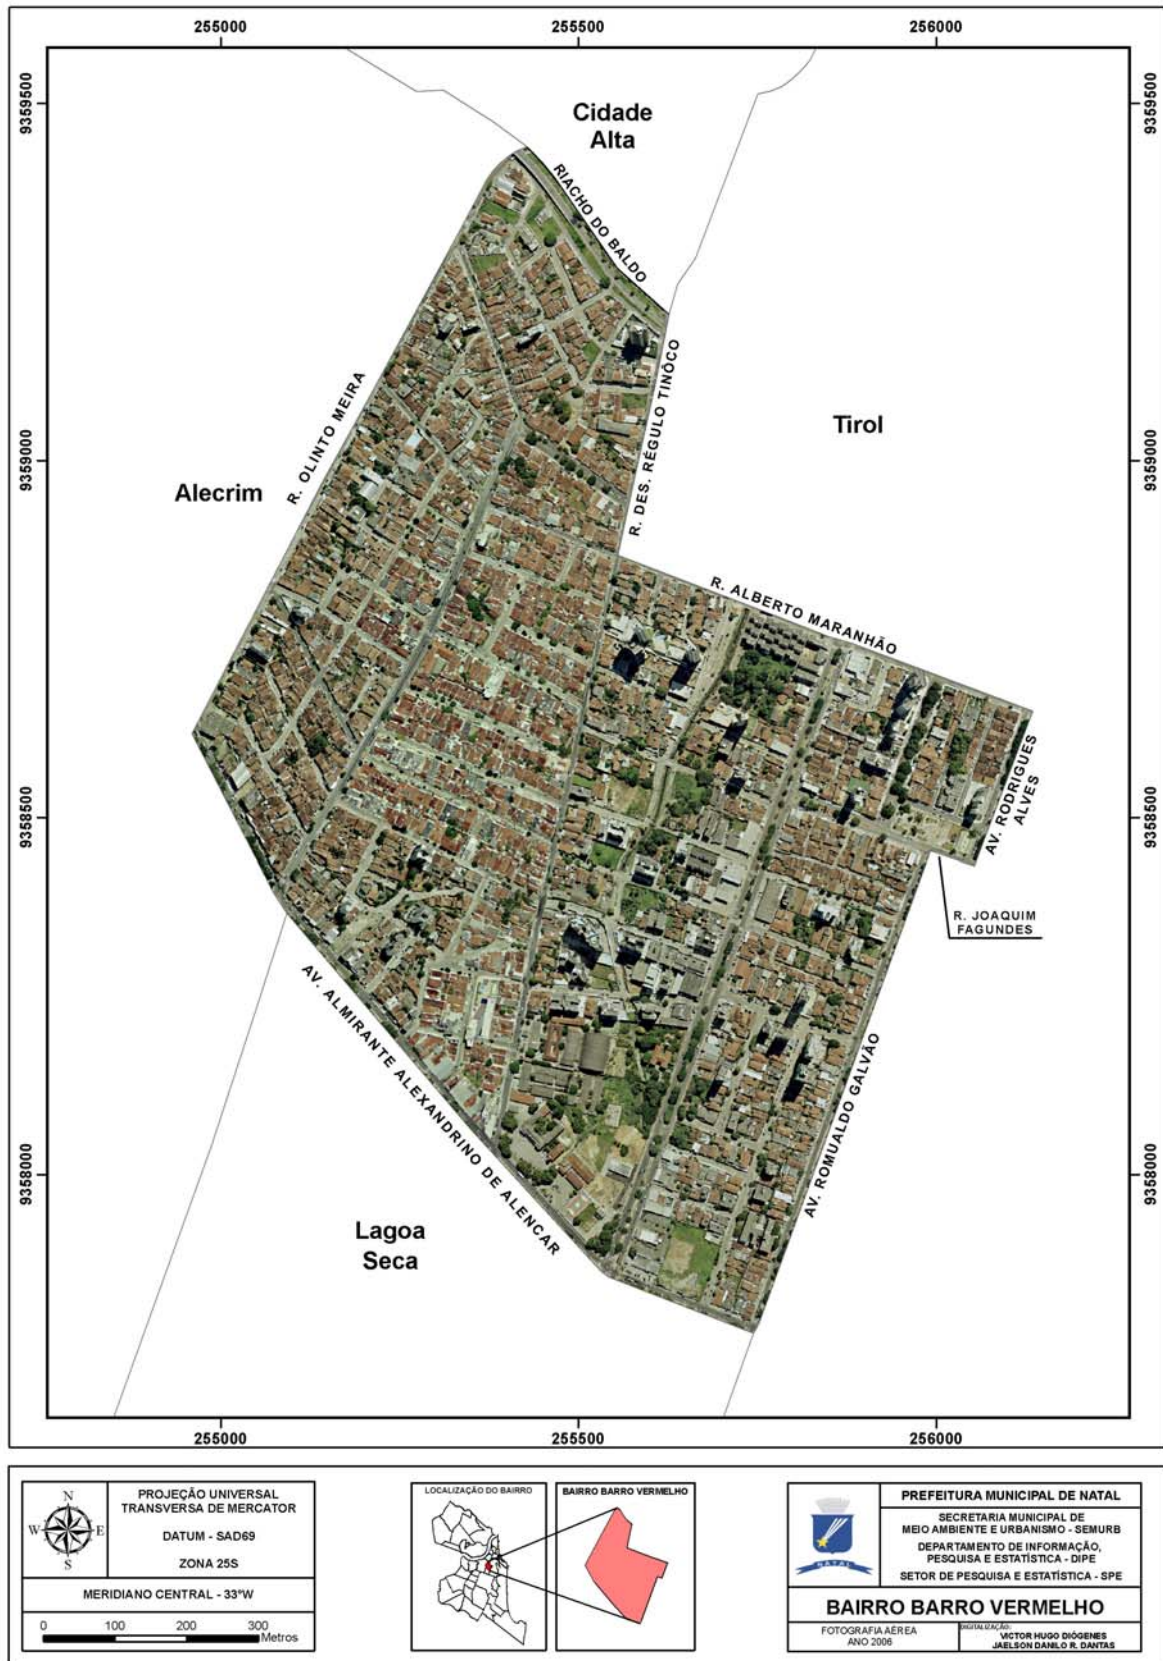 255000
255500
256000
9359500
9359500
Cidade
Alta
RIACHO DO BALDO
R. OLINTO MEIRA
R. DES. RÉGULO TINÔCO
Tirol
Alecrim
9359000
9359000
R. ALBERTO MARANHÃO
AV. RODRIGUES
ALVES
9358500
9358500
R. JOAQUIM
FAGUNDES
AV. ALMIRANTE ALEXANDRINO DE ALENCAR
AV. ROMUALDO GALVÃO
9358000
9358000
Lagoa
Seca
255000
255500
256000
N
W
E
S
PROJEÇÃO UNIVERSAL
TRANSVERSA DE MERCATOR
DATUM - SAD69
ZONA 25S
MERIDIANO CENTRAL - 33°W
0 100 200 300
Metros
LOCALIZAÇÃO DO BAIRRO
BAIRRO BARRO VERMELHO
NATAL
PREFEITURA MUNICIPAL DE NATAL
SECRETARIA MUNICIPAL DE
MEIO AMBIENTE E URBANISMO - SEMURB
DEPARTAMENTO DE INFORMAÇÃO,
PESQUISA E ESTATÍSTICA - DIPE
SETOR DE PESQUISA E ESTATÍSTICA - SPE
BAIRRO BARRO VERMELHO
FOTOGRAFIA AÉREA
ANO 2006
DIGITALIZAÇÃO:
VICTOR HUGO DIÓGENES
JAELSON DANILO R. DANTAS